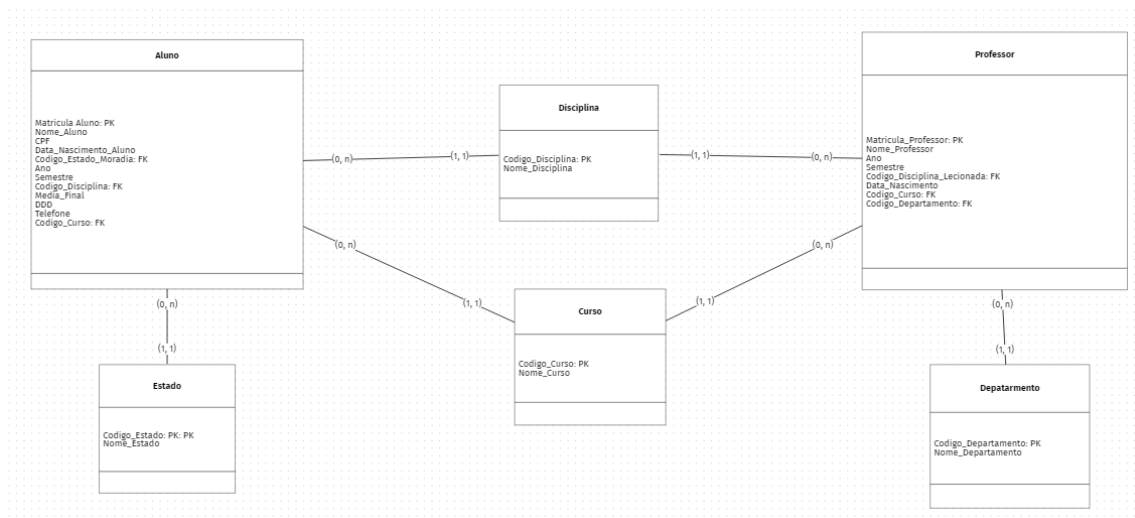 Aluno
Matricula Aluno: PK
Nome_Aluno
CPF
Data_Nascimento_Aluno
Codigo_Estado_Moradia: FK
Ano
Semestre
Codigo_Disciplina: FK
Media_Final
DDD
Telefone
Codigo_Curso: FK
(0, n)
(1, 1)
Disciplina
Codigo_Disciplina: PK
Nome_Disciplina
(1, 1)
(0, n)
Professor
Matricula_Professor: PK
Nome_Professor
Ano
Semestre
Codigo_Disciplina_Lecionada: FK
Data_Nascimento
Codigo_Curso: FK
Codigo_Departamento: FK
(0, n)
(1, 1)
Curso
Codigo_Curso: PK
Nome_Curso
(1, 1)
(0, n)
(0, n)
(1, 1)
Estado
Codigo_Estado: PK: PK
Nome_Estado
(0, n)
(1, 1)
Depatarmento
Codigo_Departamento: PK
Nome_Departamento